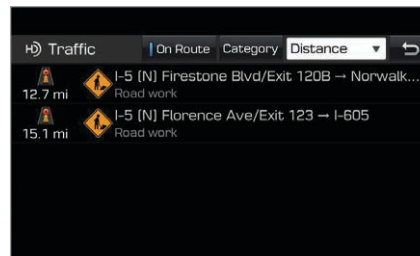 HD) Traffic
On Route
Category
Distance
12.7 mi
I-5 (N) Firestone Blvd/Exit 120B → Norwalk...
Road work
15.1 mi
I-5 (N) Florence Ave/Exit 123 → I-605
Road work